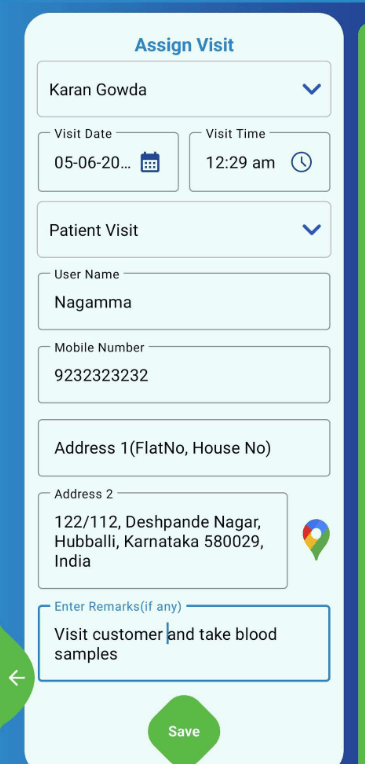 Assign Visit
Karan Gowda
Visit Date
Visit Time
05-06-20...
12:29 am
Patient Visit
User Name
Nagamma
Mobile Number
9232323232
Address 1(FlatNo, House No)
Address 2
122/112, Deshpande Nagar,
Hubballi, Karnataka 580029,
India
Enter Remarks(if any)
Visit customer and take blood
samples
Save